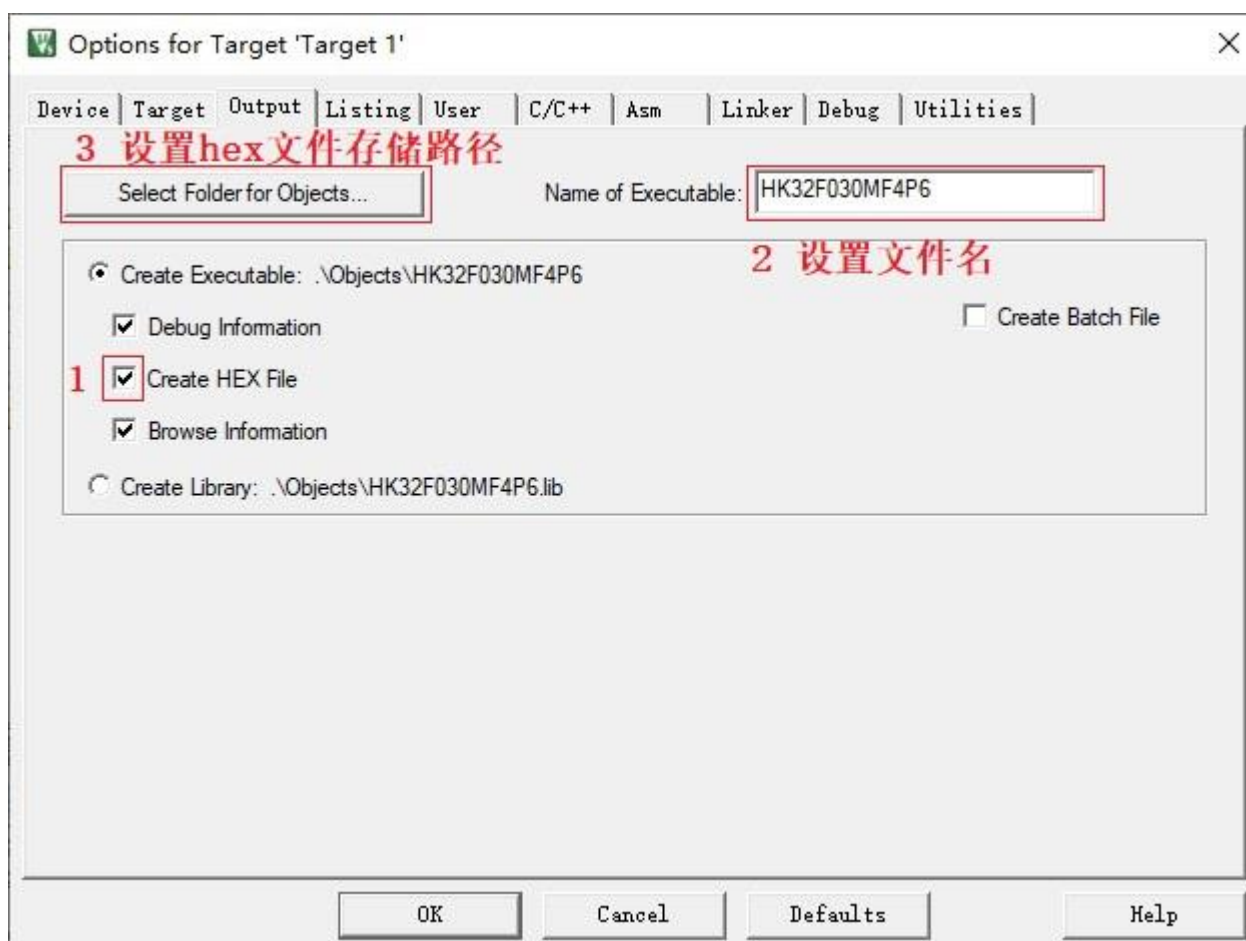 Options for Target 'Target 1'
Device Target Output Listing User C/C++ Asm Linker Debug Utilities
3 设置hex文件存储路径
Select Folder for Objects... Name of Executable: HK32F030MF4P6
2 设置文件名
Create Executable: .\Objects\HK32F030MF4P6
Debug Information Create Batch File
1 Create HEX File
Browse Information
Create Library: .\Objects\HK32F030MF4P6.lib
OK Cancel Defaults Help